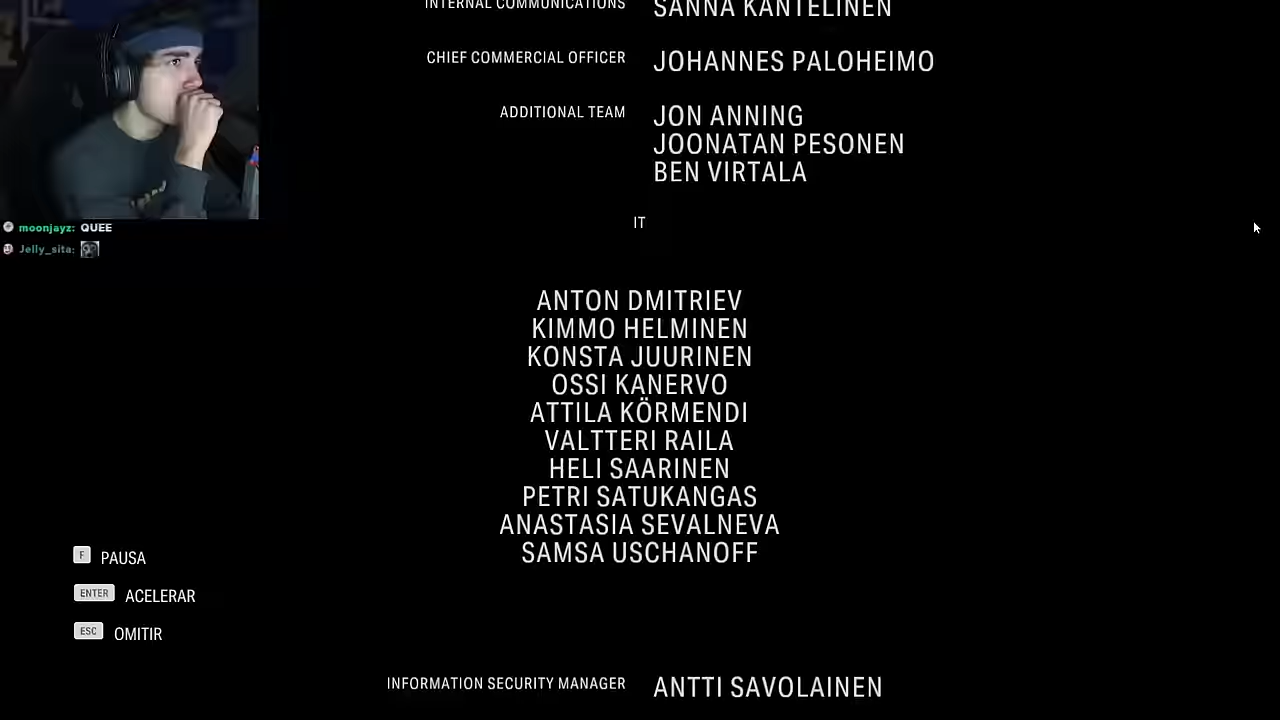 INTERNAL COMMUNICATIONS SANNA KANTELINEN
CHIEF COMMERCIAL OFFICER JOHANNES PALOHEIMO
ADDITIONAL TEAM JON ANNING
JOONATAN PESONEN
BEN VIRTALA
moonjayz: QUEE
Jelly_sita:
IT
ANTON DMITRIEV
KIMMO HELMINEN
KONSTA JUURINEN
OSSI KANERVO
ATTILA KÖRMENDI
VALTTERI RAILA
HELI SAARINEN
PETRI SATUKANGAS
ANASTASIA SEVALNEVA
SAMSA USCHANOFF
F PAUSA
ENTER ACELERAR
ESC OMITIR
INFORMATION SECURITY MANAGER ANTTI SAVOLAINEN